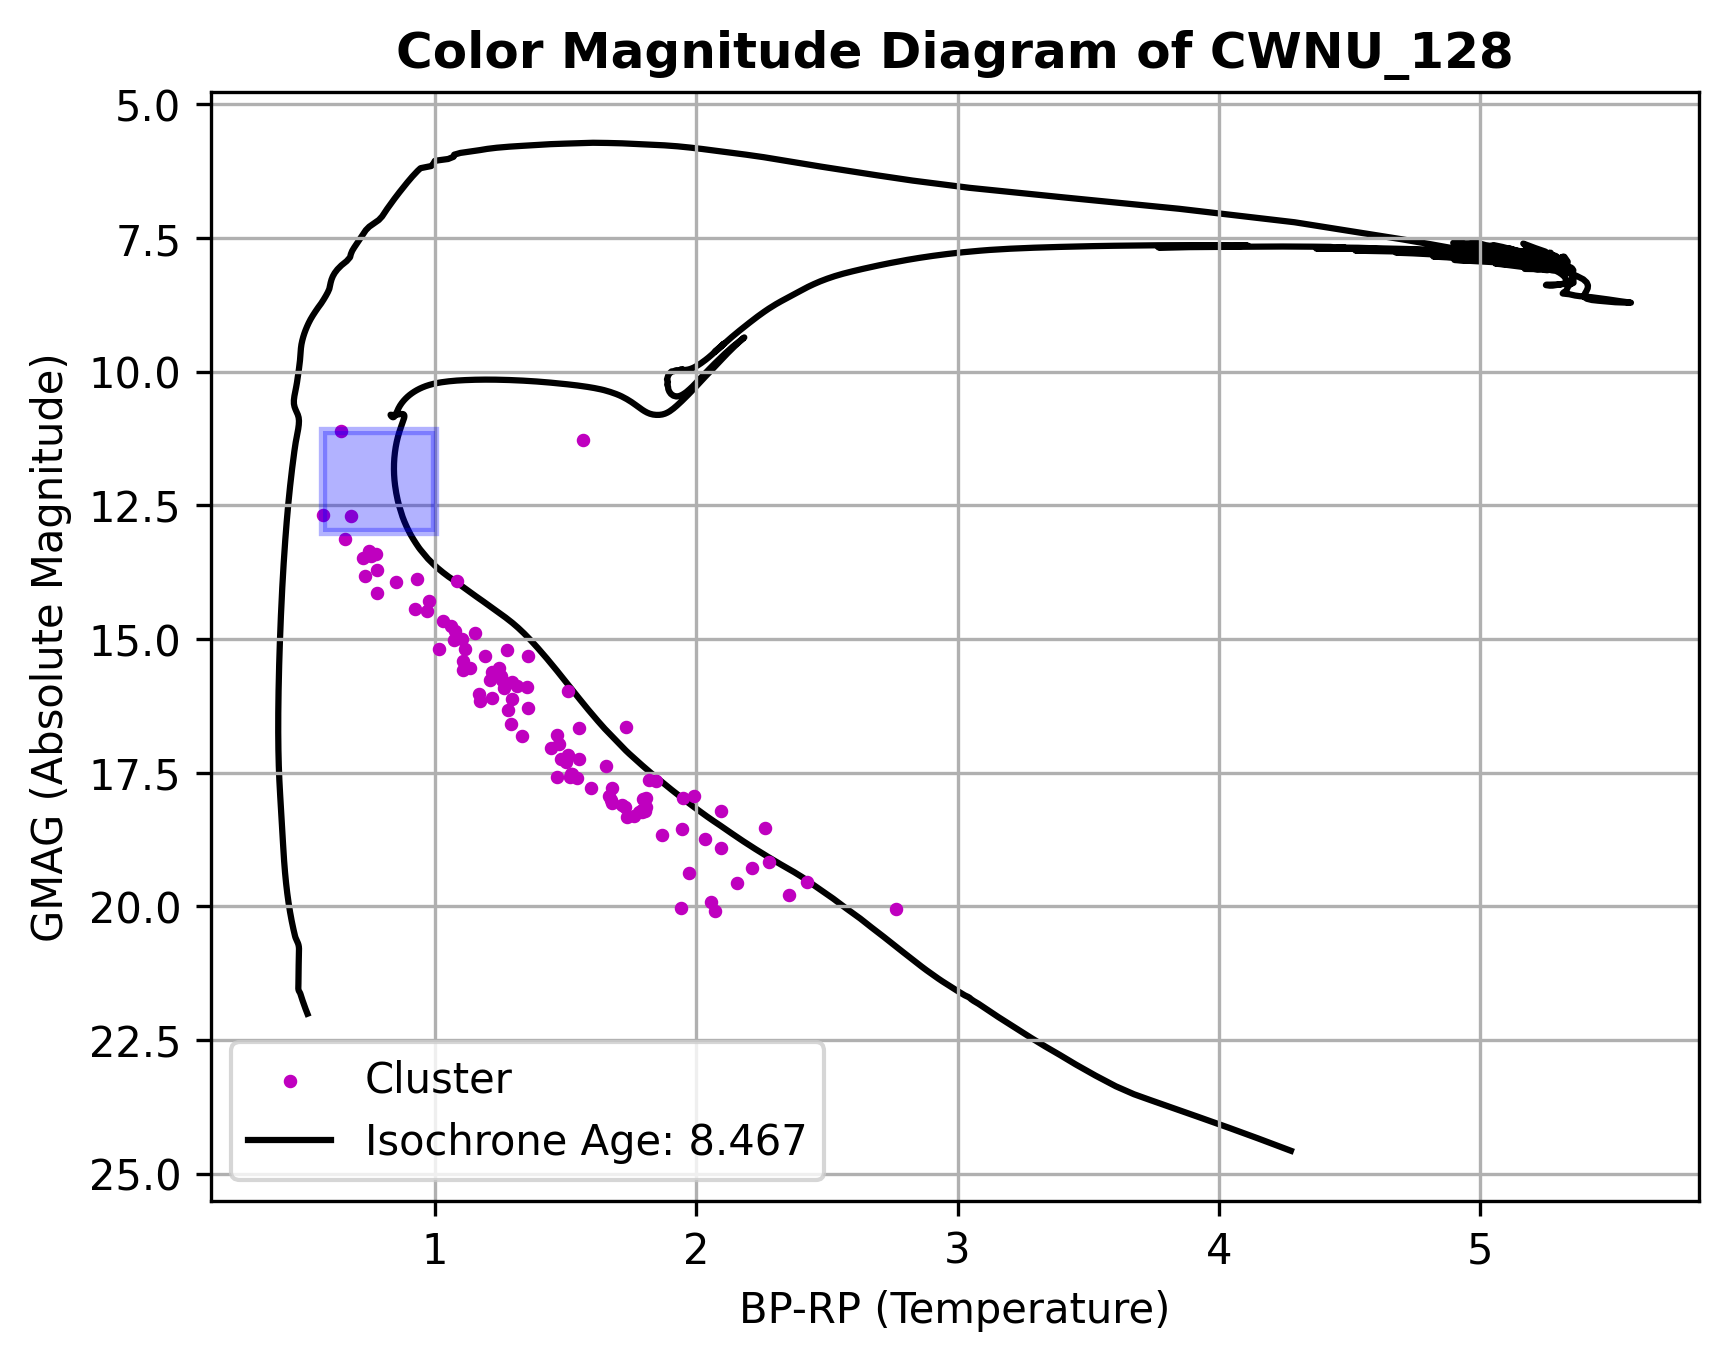 Color Magnitude Diagram of CWNU_128
GMAG (Absolute Magnitude)
5.0
7.5
10.0
12.5
15.0
17.5
20.0
22.5
25.0
Cluster
Isochrone Age: 8.467
1 2 3 4 5
BP-RP (Temperature)